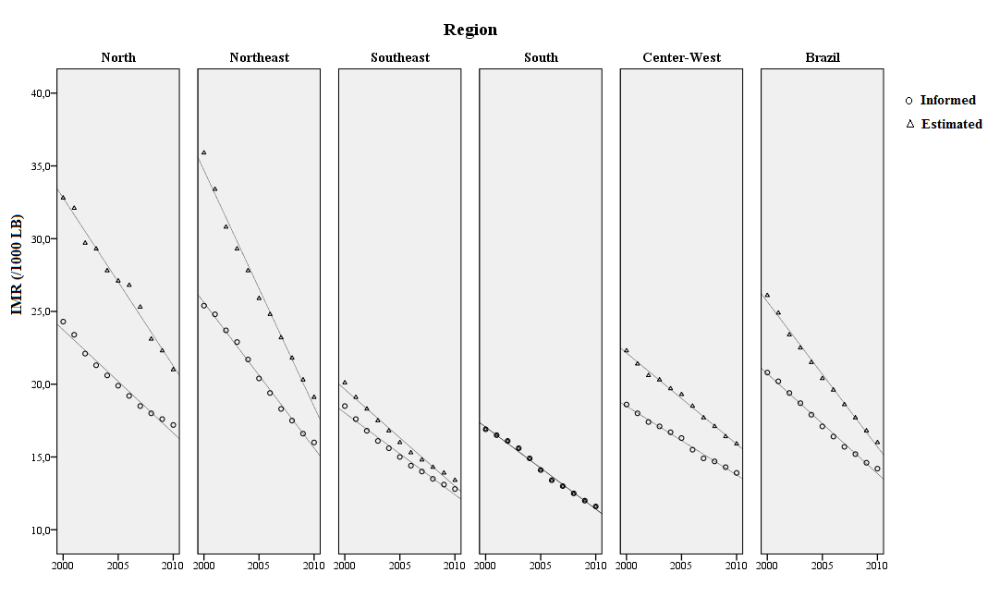 Region
North Northeast Southeast South Center-West Brazil
Informed
Estimated
IMR (/1000 LB)
40,0
35,0
30,0
25,0
20,0
15,0
10,0
2000 2005 2010 2000 2005 2010 2000 2005 2010 2000 2005 2010 2000 2005 2010 2000 2005 2010